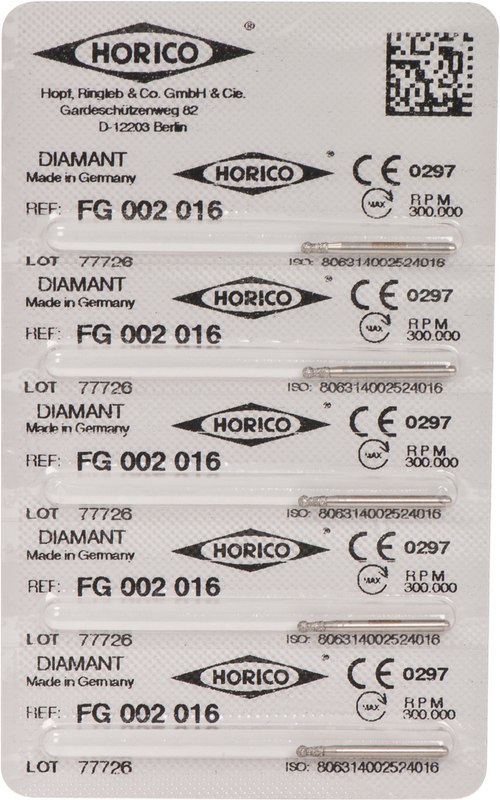 HORICO ®
Hopf, Ringleb & Co. GmbH & Cie.
Gardeschützenweg 82
D-12203 Berlin
DIAMANT HORICO ® CE 0297
Made in Germany
REF: FG 002 016 MAX RPM 300.000
LOT 77726 ISO: 806314002524016
DIAMANT HORICO ® CE 0297
Made in Germany
REF: FG 002 016 MAX RPM 300.000
LOT 77726 ISO: 806314002524016
DIAMANT HORICO ® CE 0297
Made in Germany
REF: FG 002 016 MAX RPM 300.000
LOT 77726 ISO: 806314002524016
DIAMANT HORICO ® CE 0297
Made in Germany
REF: FG 002 016 MAX RPM 300.000
LOT 77726 ISO: 806314002524016
DIAMANT HORICO ® CE 0297
Made in Germany
REF: FG 002 016 MAX RPM 300.000
LOT 77726 ISO: 806314002524016